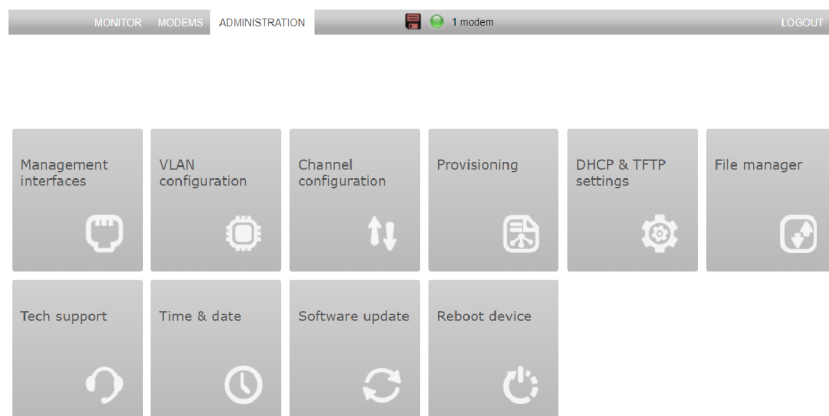 MONITOR MODEMS ADMINISTRATION 1 modem LOGOUT
Management interfaces
VLAN configuration
Channel configuration
Provisioning
DHCP & TFTP settings
File manager
Tech support
Time & date
Software update
Reboot device